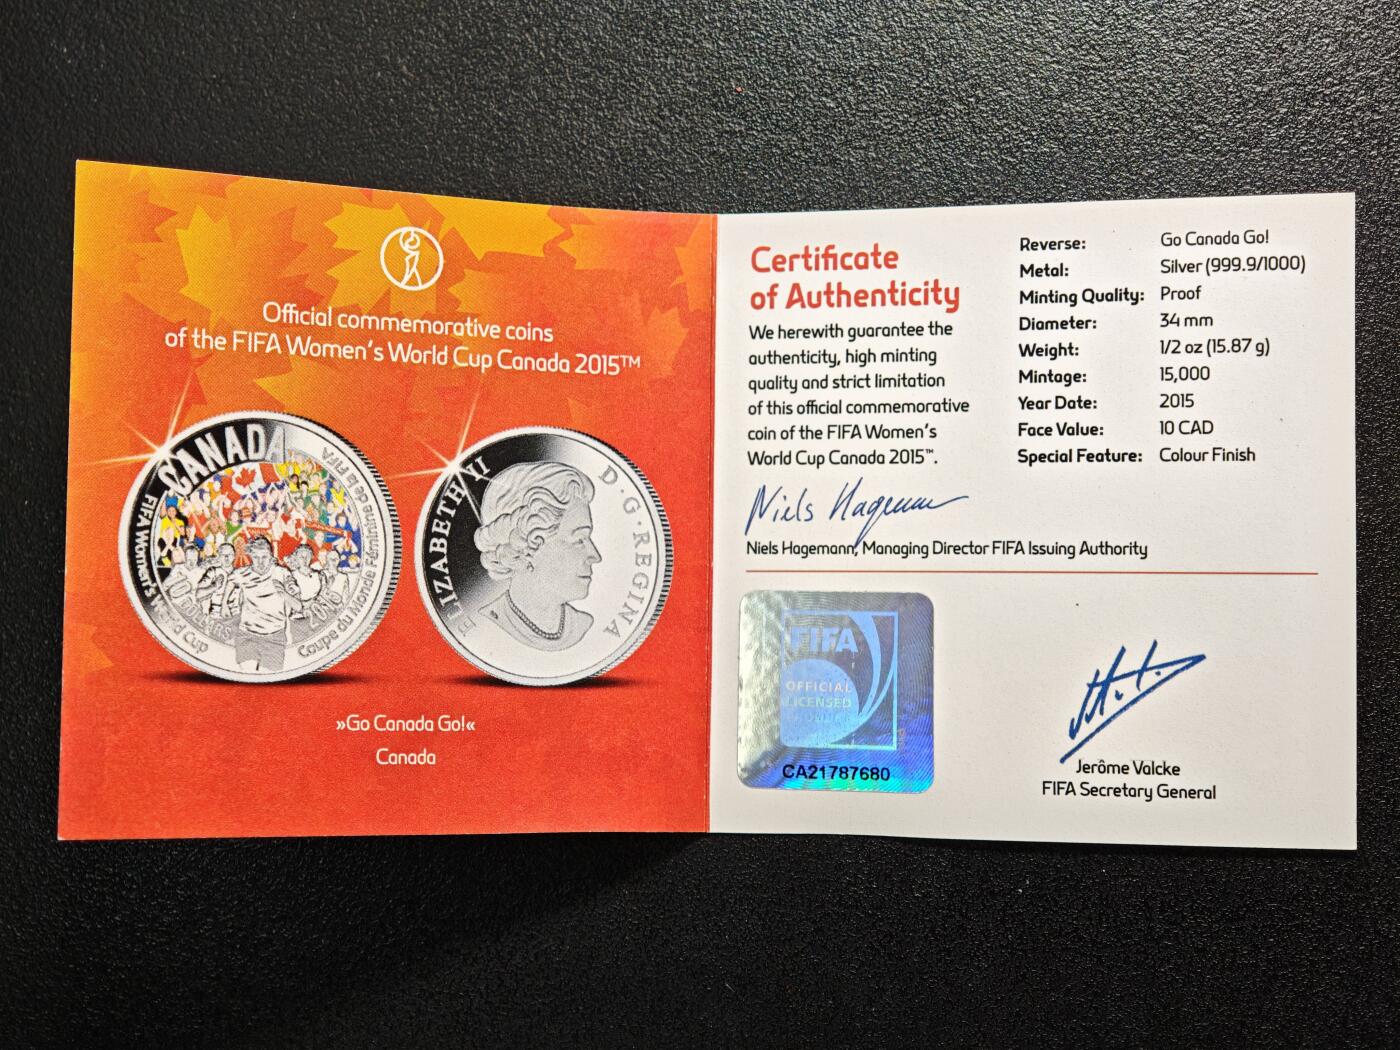 Official commemorative coins
of the FIFA Women's World Cup Canada 2015™
CANADA
FIFA Women's World Cup
Coupe du Monde Féminine de la FIFA
10 DOLLARS
2015
ELIZABETH II
D·G·REGINA
»Go Canada Go!«
Canada
Certificate
of Authenticity
We herewith guarantee the
authenticity, high minting
quality and strict limitation
of this official commemorative
coin of the FIFA Women's
World Cup Canada 2015™.
Niels Hagemann
Niels Hagemann, Managing Director FIFA Issuing Authority
Reverse: Go Canada Go!
Metal: Silver (999.9/1000)
Minting Quality: Proof
Diameter: 34 mm
Weight: 1/2 oz (15.87 g)
Mintage: 15,000
Year Date: 2015
Face Value: 10 CAD
Special Feature: Colour Finish
FIFA
OFFICIAL
LICENSED
CA21787680
Jerôme Valcke
FIFA Secretary General